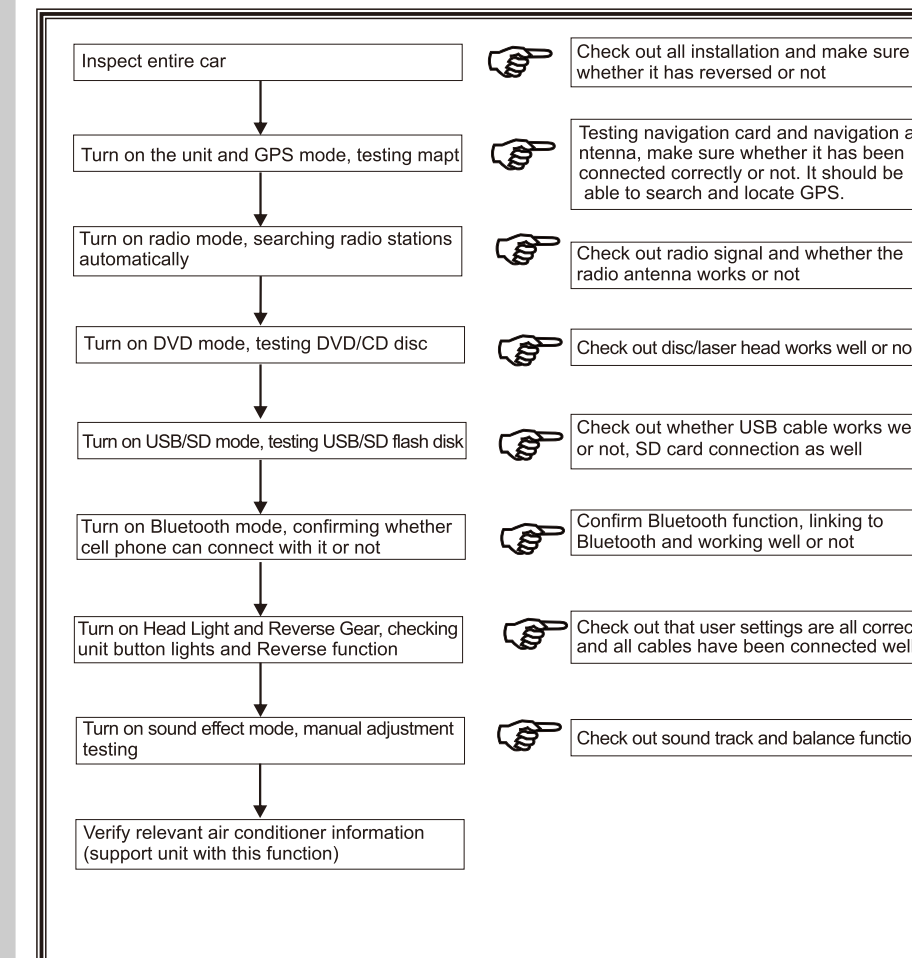 Inspect entire car
Check out all installation and make sure
whether it has reversed or not
Turn on the unit and GPS mode, testing mapt
Testing navigation card and navigation a
ntenna, make sure whether it has been
connected correctly or not. It should be
able to search and locate GPS.
Turn on radio mode, searching radio stations
automatically
Check out radio signal and whether the
radio antenna works or not
Turn on DVD mode, testing DVD/CD disc
Check out disc/laser head works well or no
Turn on USB/SD mode, testing USB/SD flash disk
Check out whether USB cable works we
or not, SD card connection as well
Turn on Bluetooth mode, confirming whether
cell phone can connect with it or not
Confirm Bluetooth function, linking to
Bluetooth and working well or not
Turn on Head Light and Reverse Gear, checking
unit button lights and Reverse function
Check out that user settings are all correc
and all cables have been connected well
Turn on sound effect mode, manual adjustment
testing
Check out sound track and balance functio
Verify relevant air conditioner information
(support unit with this function)